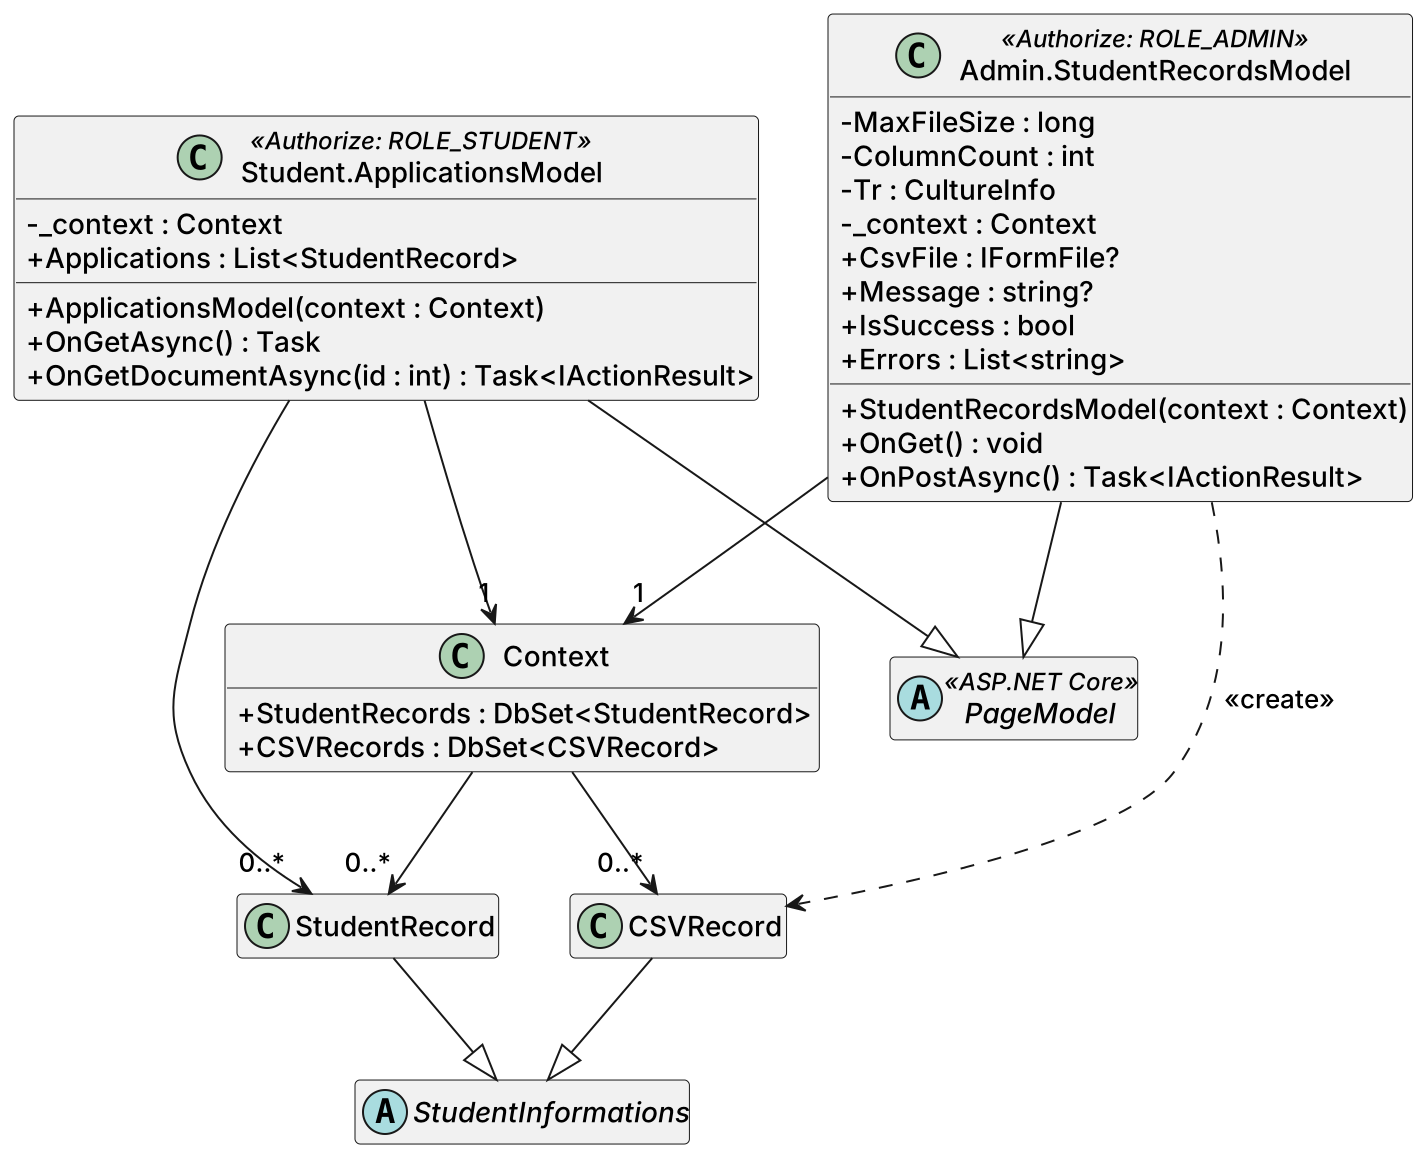 «Authorize: ROLE_ADMIN»
C Admin.StudentRecordsModel
-MaxFileSize : long
-ColumnCount : int
-Tr : CultureInfo
-_context : Context
+CsvFile : IFormFile?
+Message : string?
+IsSuccess : bool
+Errors : List<string>
+StudentRecordsModel(context : Context)
+OnGet() : void
+OnPostAsync() : Task<IActionResult>
«Authorize: ROLE_STUDENT»
C Student.ApplicationsModel
-_context : Context
+Applications : List<StudentRecord>
+ApplicationsModel(context : Context)
+OnGetAsync() : Task
+OnGetDocumentAsync(id : int) : Task<IActionResult>
1
1
C Context
+StudentRecords : DbSet<StudentRecord>
+CSVRecords : DbSet<CSVRecord>
«ASP.NET Core»
A PageModel
«create»
0..*
0..*
0..*
C StudentRecord
C CSVRecord
A StudentInformations